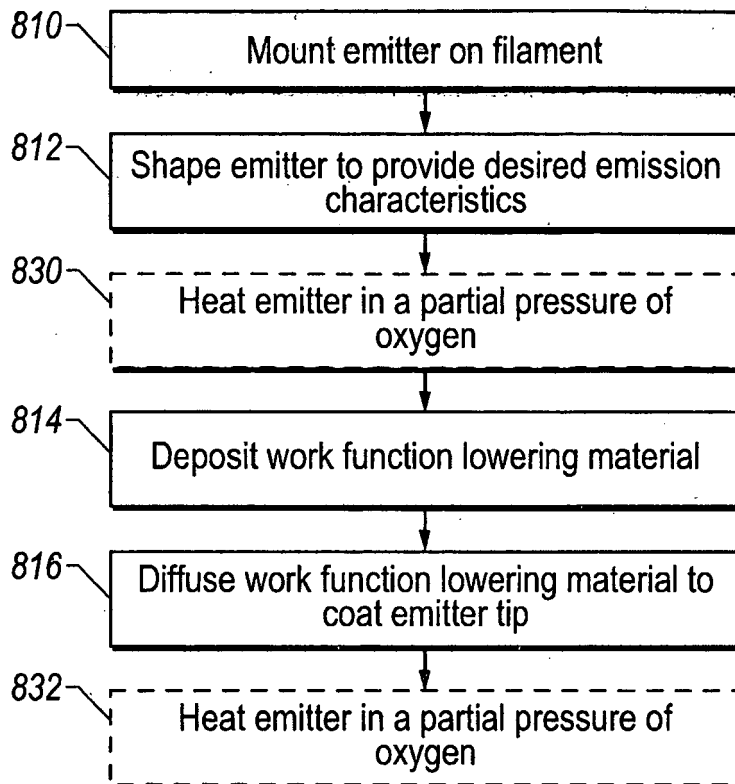 810
Mount emitter on filament
812
Shape emitter to provide desired emission
characteristics
830
Heat emitter in a partial pressure of
oxygen
814
Deposit work function lowering material
816
Diffuse work function lowering material to
coat emitter tip
832
Heat emitter in a partial pressure of
oxygen